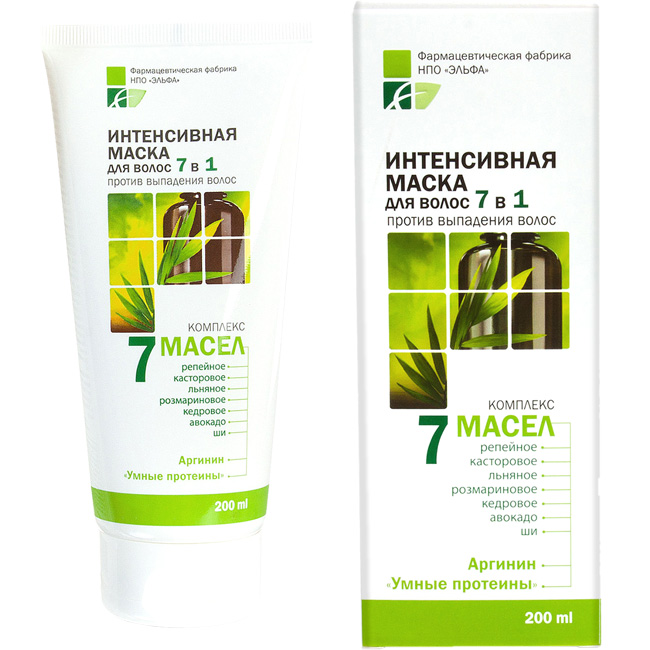 Фармацевтическая фабрика
НПО «ЭЛЬФА»
ИНТЕНСИВНАЯ
МАСКА
для волос 7 в 1
против выпадения волос
КОМПЛЕКС
7 МАСЕЛ
репейное
касторовое
льняное
розмариновое
кедровое
авокадо
ши
Аргинин
«Умные протеины»
200 ml
Фармацевтическая фабрика
НПО «ЭЛЬФА»
ИНТЕНСИВНАЯ
МАСКА
для волос 7 в 1
против выпадения волос
КОМПЛЕКС
7 МАСЕЛ
репейное
касторовое
льняное
розмариновое
кедровое
авокадо
ши
Аргинин
«Умные протеины»
200 ml